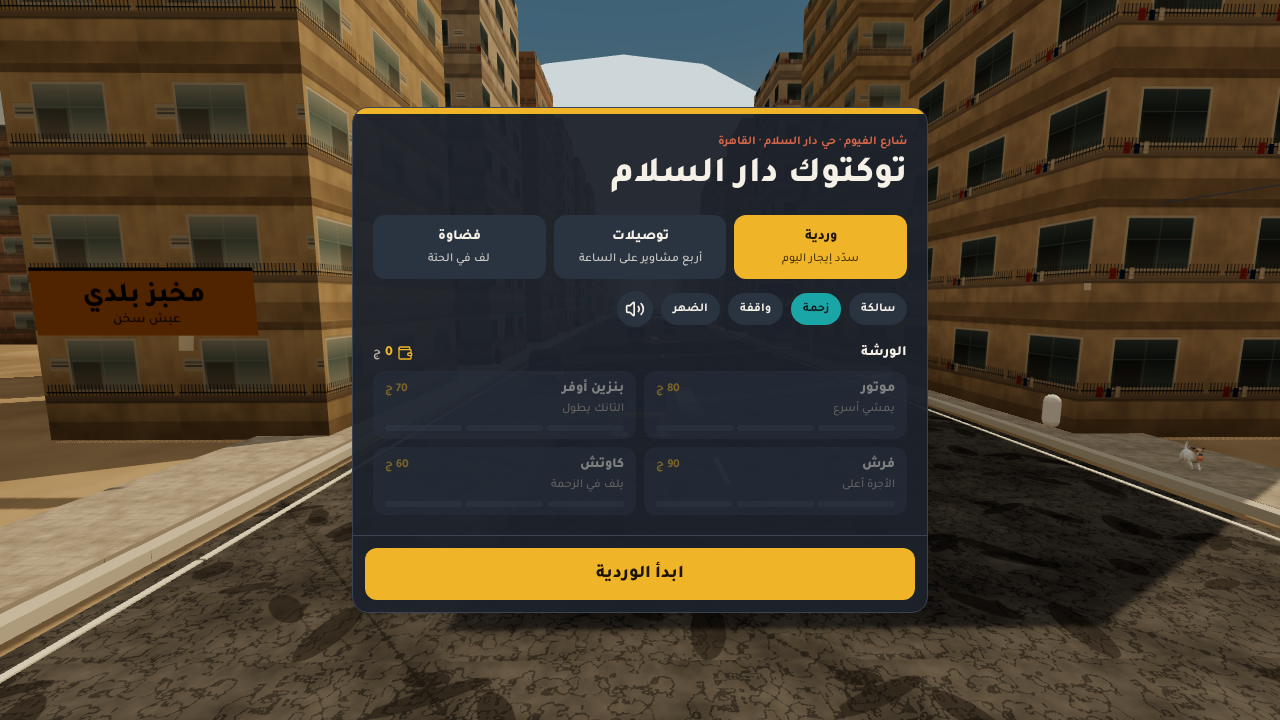 شارع الفيوم · حي دار السلام · القاهرة
توكتوك دار السلام
وردية
سدّد إيجار اليوم
توصيلات
أربع مشاوير على الساعة
فضاوة
لف في الحتة
سالكة
زحمة
واقفة
الضهر
الورشة
0 ج
موتور
80 ج
يمشي أسرع
بنزين أوفر
70 ج
التانك يطول
فرش
90 ج
الأجرة أعلى
كاوتش
60 ج
يلف في الزحمة
ابدأ الوردية
مخبز بلدي
عيش سخن